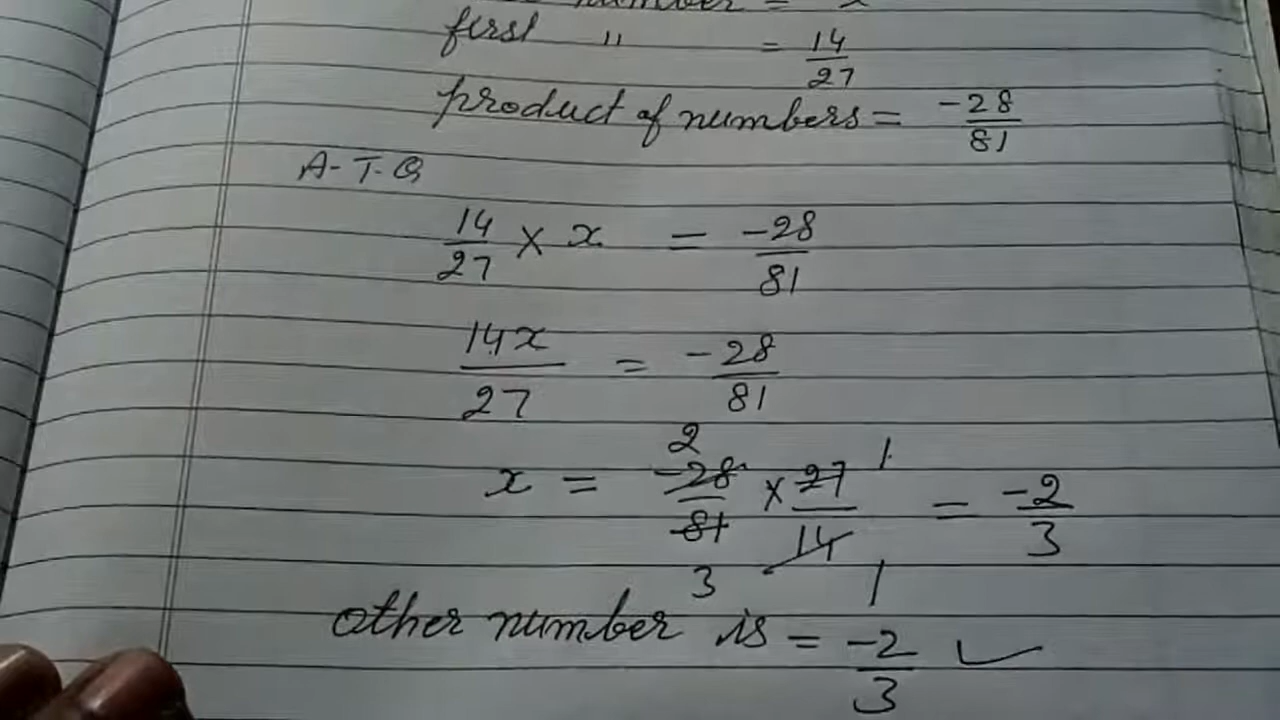 number = x
first " = 14/27
product of numbers = -28/81
A-T-Q
14/27 × x = -28/81
14x/27 = -28/81
x = -28/81 × 27/14 = -2/3
2 1
3 1
other number is = -2/3 ✓